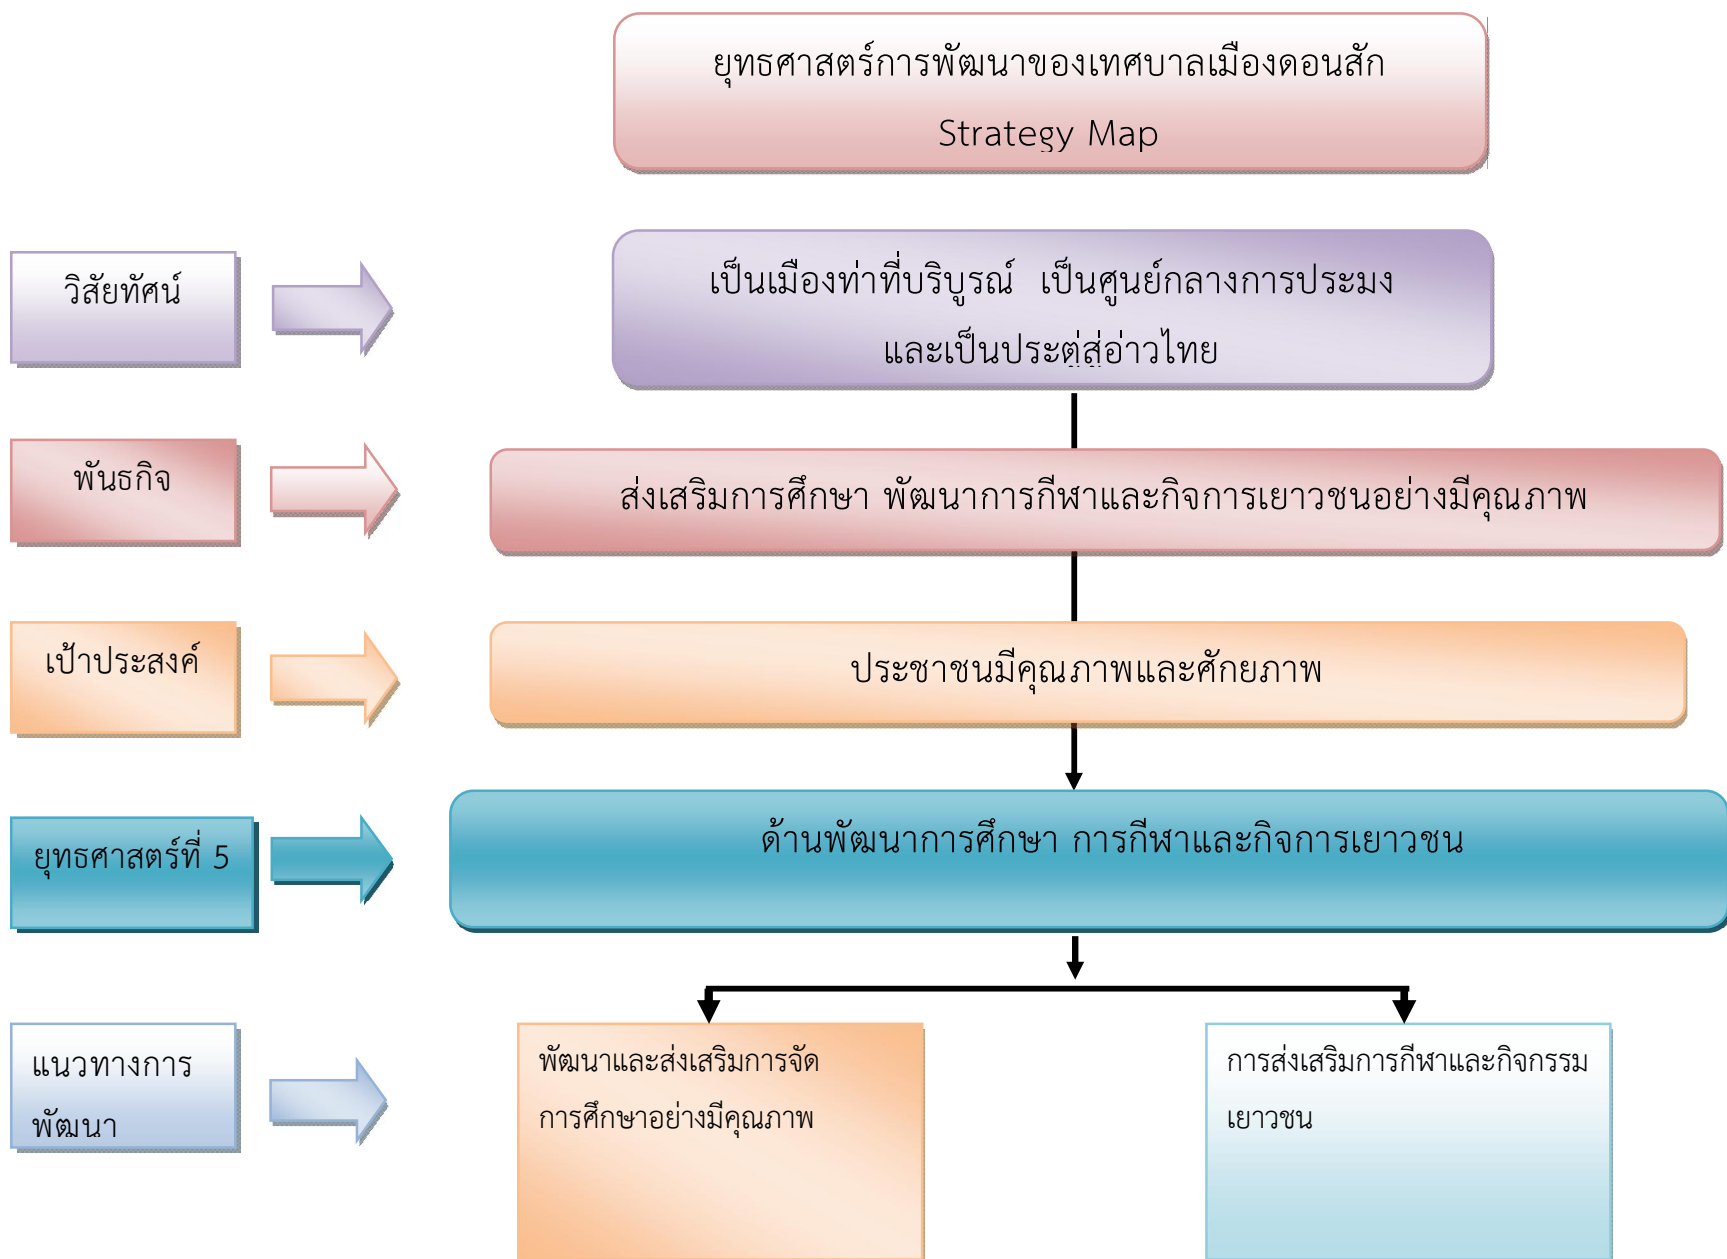 ยุทธศาสตร์การพัฒนาของเทศบาลเมืองดอนสัก
Strategy Map
วิสัยทัศน์
เป็นเมืองท่าที่บริบูรณ์ เป็นศูนย์กลางการประมง
และเป็นประตู่สู่อ่าวไทย
พันธกิจ
ส่งเสริมการศึกษา พัฒนาการกีฬาและกิจการเยาวชนอย่างมีคุณภาพ
เป้าประสงค์
ประชาชนมีคุณภาพและศักยภาพ
ยุทธศาสตร์ที่ 5
ด้านพัฒนาการศึกษา การกีฬาและกิจการเยาวชน
แนวทางการ
พัฒนา
พัฒนาและส่งเสริมการจัด
การศึกษาอย่างมีคุณภาพ
การส่งเสริมการกีฬาและกิจกรรม
เยาวชน